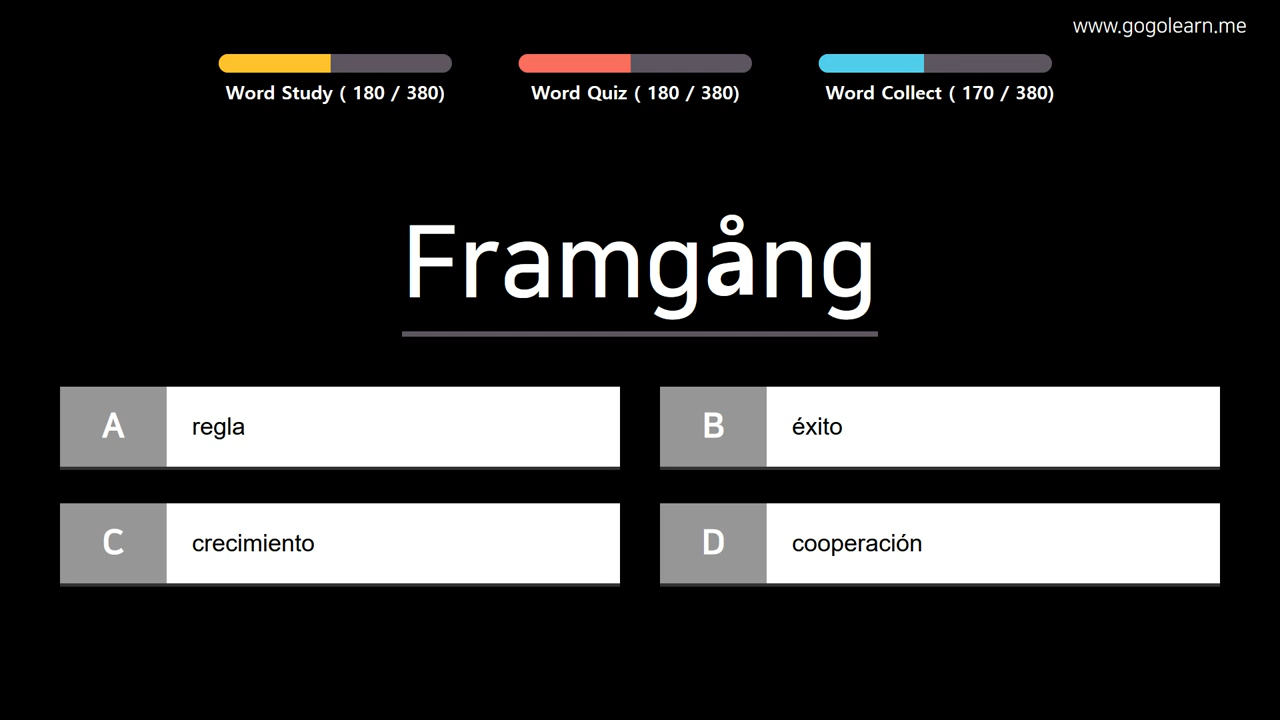 www.gogolearn.me
Word Study ( 180 / 380)
Word Quiz ( 180 / 380)
Word Collect ( 170 / 380)
Framgång
A
regla
B
éxito
C
crecimiento
D
cooperación